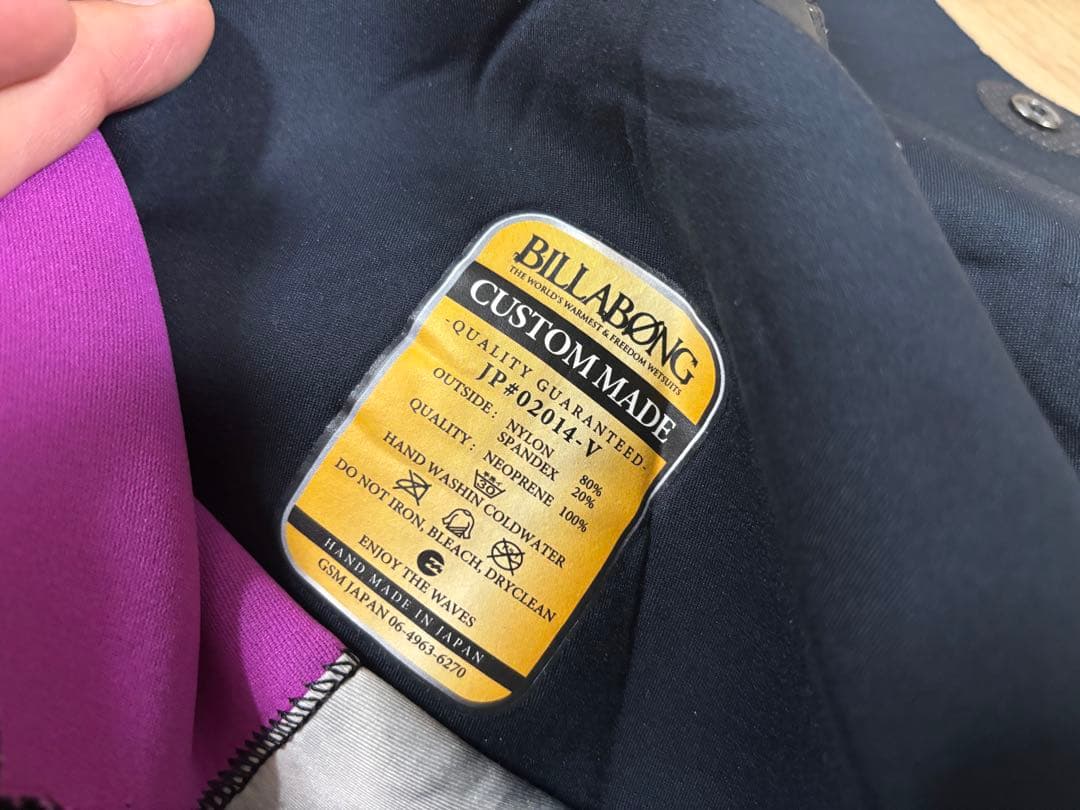 BILLABØNG
THE WORLD'S WARMEST & FREEDOM WETSUITS
CUSTOM MADE
-QUALITY GUARANTEED-
JP#02014-V
OUTSIDE: NYLON 80%
SPANDEX 20%
QUALITY: NEOPRENE 100%
HAND WASHIN COLDWATER
30
DO NOT IRON, BLEACH, DRYCLEAN
ENJOY THE WAVES
HAND MADE IN JAPAN
GSM JAPAN 06-4963-6270